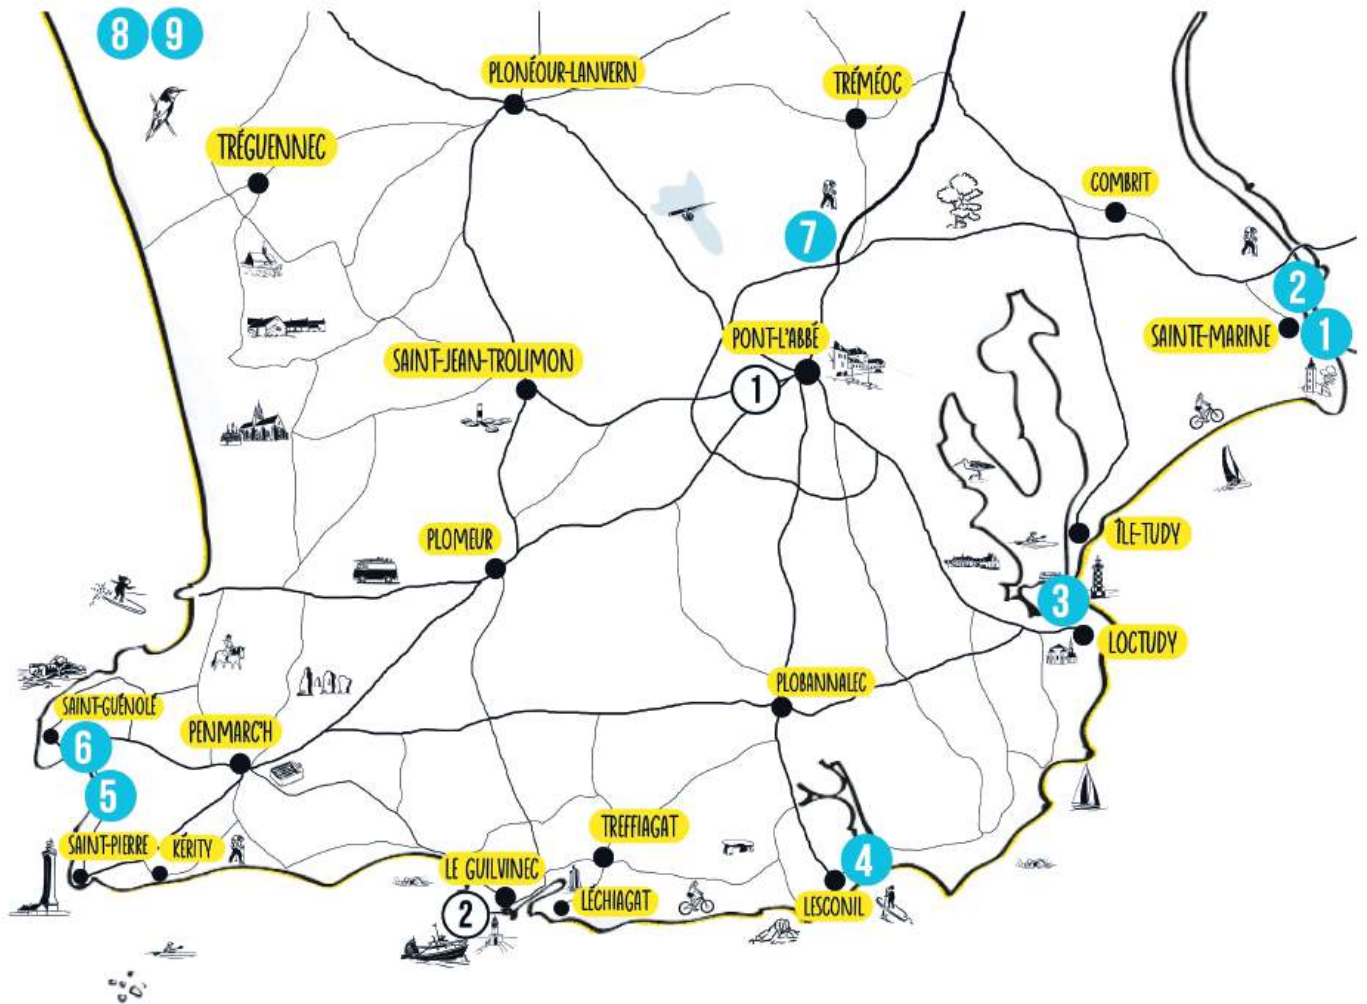 8 9
PLONÉOUR-LANVERN
TRÉMÉOC
TRÉGUENNEC
COMBRIT
7
2
SAINTE-MARINE 1
PONT-L'ABBÉ
SAINT-JEAN-TROLIMON
1
PLOMEUR
ÎLE-TUDY
3
LOCTUDY
PLOBANNALEC
SAINT-GUÉNOLÉ
6
PENMARC'H
5
TREFFIAGAT
SAINT-PIERRE
KÉRITY
4
LE GUILVINEC
LÉCHIAGAT
LESCONIL
2